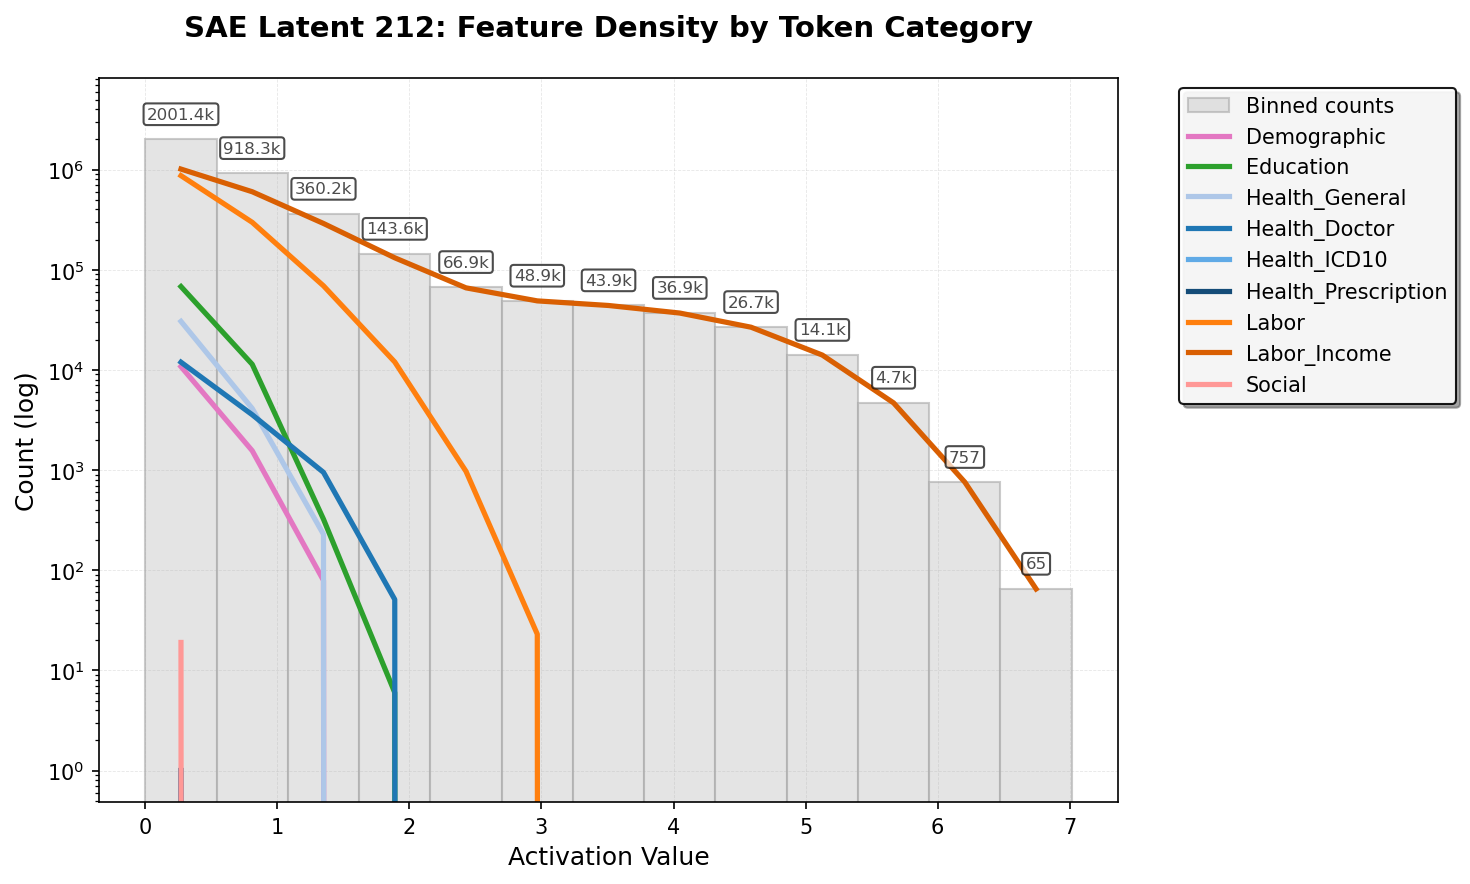 SAE Latent 212: Feature Density by Token Category
2001.4k
918.3k
360.2k
143.6k
66.9k
48.9k
43.9k
36.9k
26.7k
14.1k
4.7k
757
65
Binned counts
Demographic
Education
Health_General
Health_Doctor
Health_ICD10
Health_Prescription
Labor
Labor_Income
Social
Count (log)
10⁶
10⁵
10⁴
10³
10²
10¹
10⁰
0 1 2 3 4 5 6 7
Activation Value